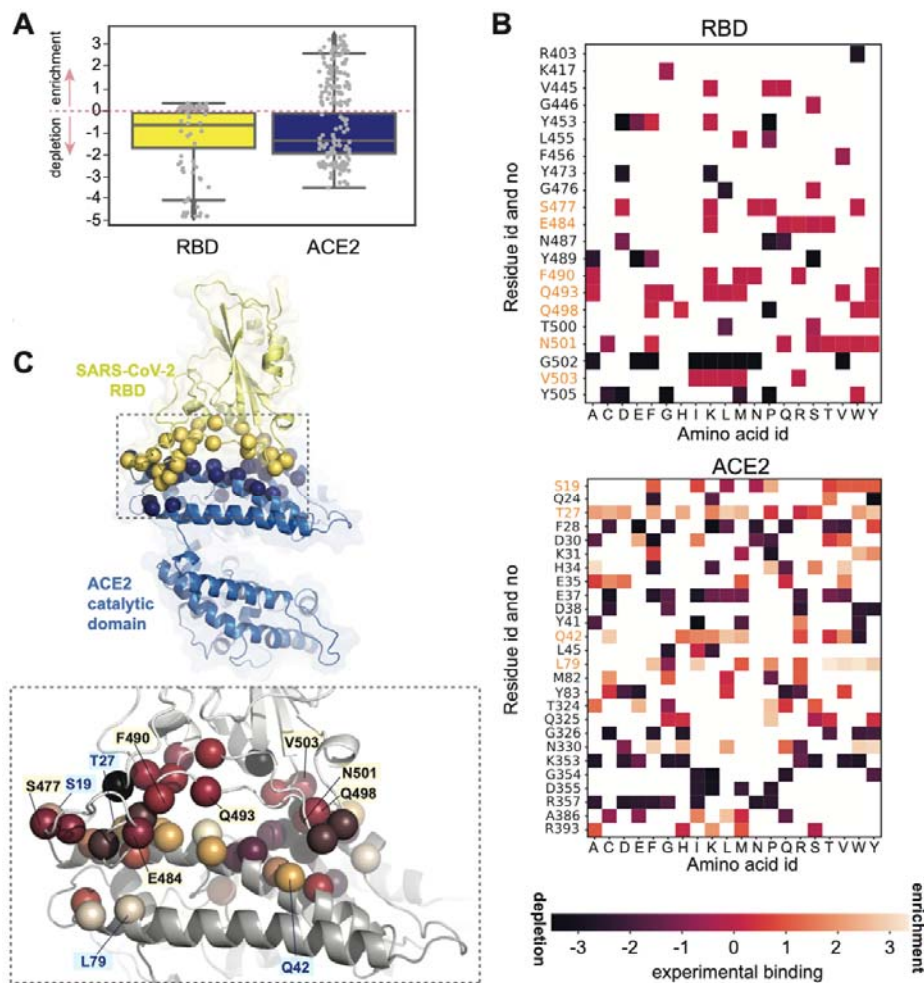 A
enrichment
depletion
3
2
1
0
-1
-2
-3
-4
-5
RBD
ACE2
B
RBD
Residue id and no
R403
K417
V445
G446
Y453
L455
F456
Y473
G476
S477
E484
N487
Y489
F490
Q493
Q498
T500
N501
G502
V503
Y505
A C D E F G H I K L M N P Q R S T V W Y
Amino acid id
ACE2
Residue id and no
S19
Q24
T27
F28
D30
K31
H34
E35
E37
D38
Y41
Q42
L45
L79
M82
Y83
T324
Q325
G326
N330
K353
G354
D355
R357
A386
R393
A C D E F G H I K L M N P Q R S T V W Y
Amino acid id
depletion
enrichment
-3 -2 -1 0 1 2 3
experimental binding
C
SARS-CoV-2
RBD
ACE2
catalytic
domain
F490
V503
T27
S477
S19
N501
Q498
Q493
E484
L79
Q42